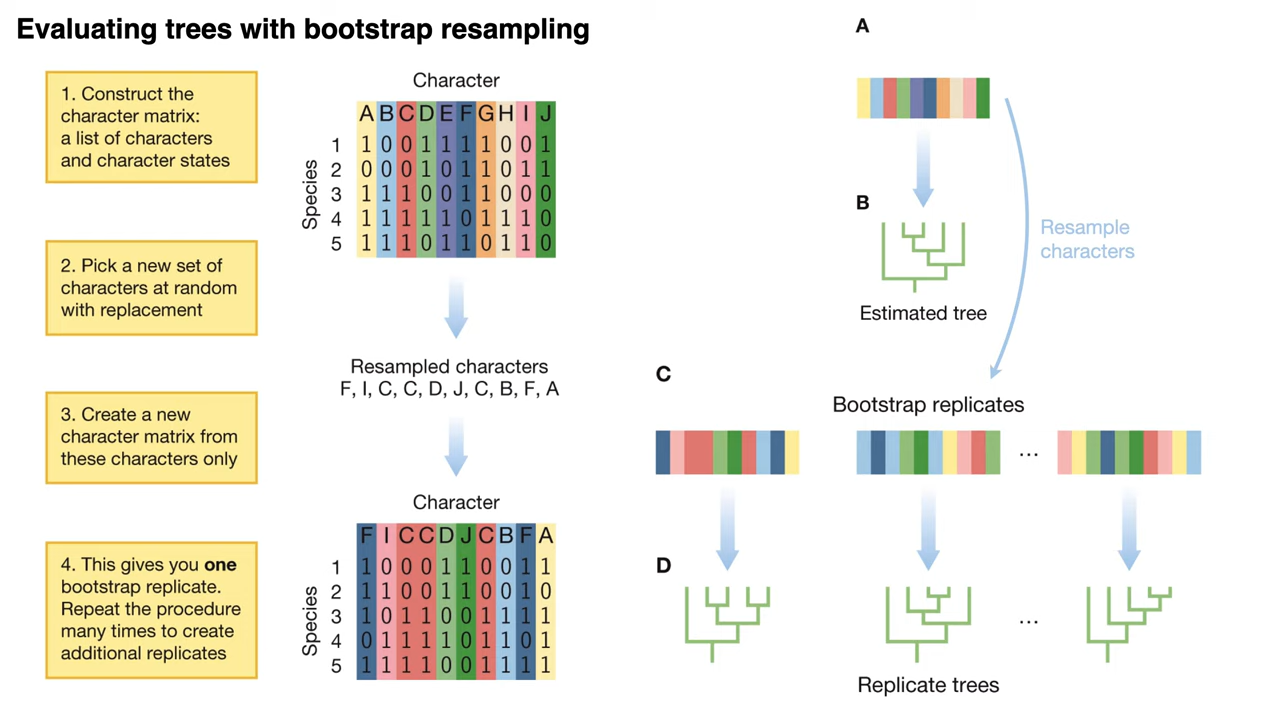 Evaluating trees with bootstrap resampling
1. Construct the
character matrix:
a list of characters
and character states
2. Pick a new set of
characters at random
with replacement
3. Create a new
character matrix from
these characters only
4. This gives you one
bootstrap replicate.
Repeat the procedure
many times to create
additional replicates
Character
A B C D E F G H I J
Species
1 1 0 0 1 1 1 1 0 0 1
2 0 0 0 1 0 1 1 0 1 1
3 1 1 1 0 0 1 1 0 0 0
4 1 1 1 1 1 0 1 1 1 0
5 1 1 1 0 1 1 0 1 1 0
Resampled characters
F, I, C, C, D, J, C, B, F, A
Character
F I C C D J C B F A
Species
1 1 0 0 0 1 1 0 0 1 1
2 1 1 0 0 1 1 0 0 1 0
3 1 0 1 1 0 0 1 1 1 1
4 0 1 1 1 1 0 1 1 0 1
5 1 1 1 1 0 0 1 1 1 1
A
B
Estimated tree
Resample
characters
C
Bootstrap replicates
...
D
...
Replicate trees